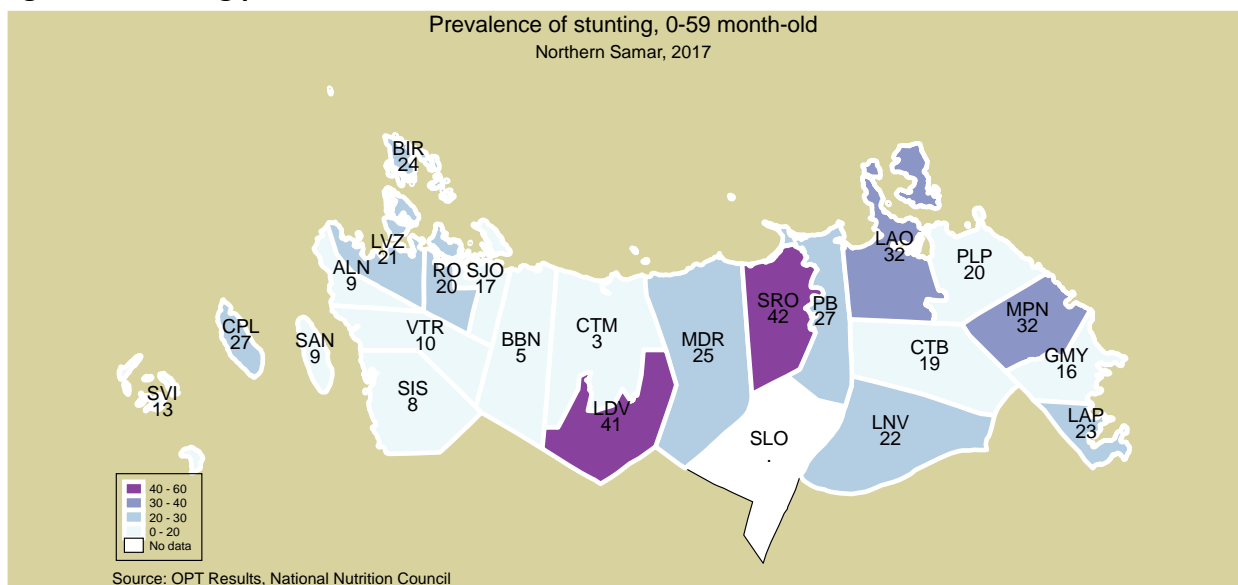 Prevalence of stunting, 0-59 month-old
Northern Samar, 2017
BIR
24
LVZ
21
ALN
9
RO
20
SJO
17
LAO
32
PLP
20
SRO
42
PB
27
MPN
32
CPL
27
SAN
9
VTR
10
BBN
5
CTM
3
MDR
25
CTB
19
GMY
16
SVI
13
SIS
8
LDV
41
SLO
.
LNV
22
LAP
23
40 - 60
30 - 40
20 - 30
0 - 20
No data
Source: OPT Results, National Nutrition Council